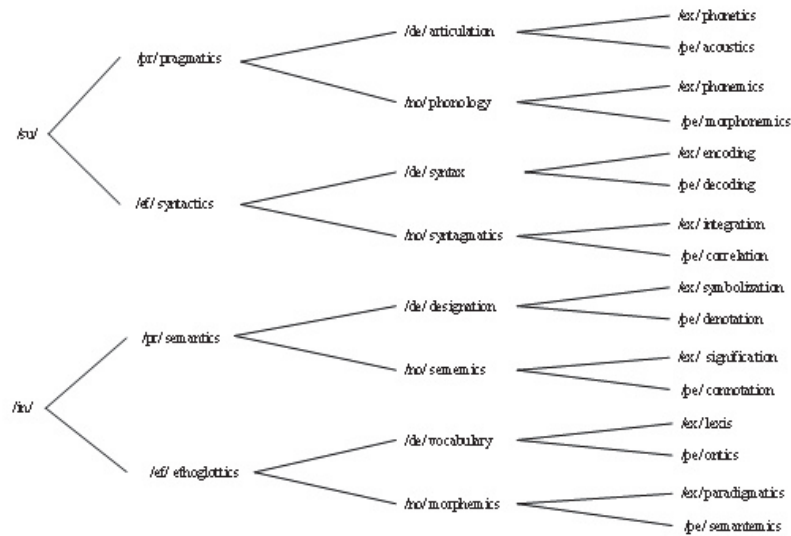 /ex/phonetics
/de/articulation
/pe/acoustics
/pr/pragmatics
/ex/phonemics
/no/phonology
/pe/morphonemics
/su/
/ex/encoding
/de/syntax
/pe/decoding
/ef/syntactics
/ex/integration
/no/syntagmatics
/pe/correlation
/ex/symbolization
/de/designation
/pe/denotation
/pr/semantics
/ex/ signification
/no/sememics
/pe/connotation
/in/
/ex/lexis
/de/vocabulary
/pe/ontics
/ef/ ethoglottics
/ex/paradigmatics
/no/morphemics
/pe/semantemics